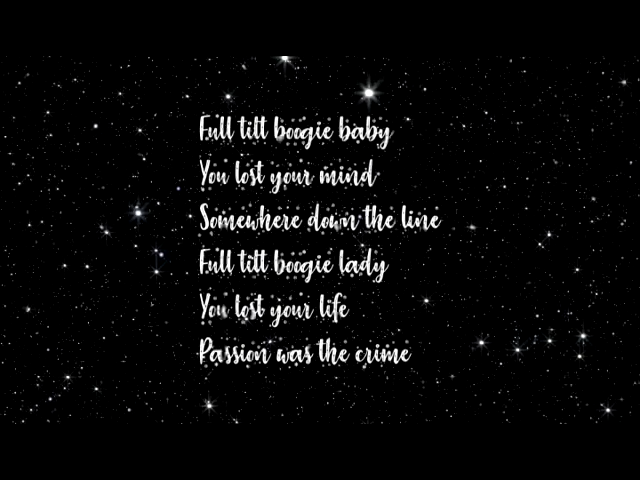 Full tilt boogie baby
You lost your mind
Somewhere down the line
Full tilt boogie lady
You lost your life
Passion was the crime